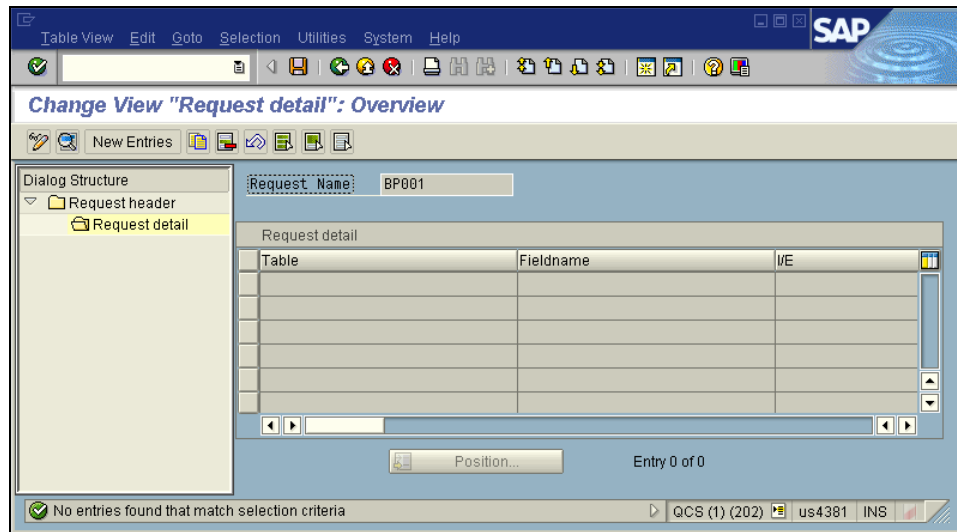 Table View Edit Goto Selection Utilities System Help
SAP
Change View "Request detail": Overview
New Entries
Dialog Structure
Request header
Request detail
Request Name BP001
Request detail
Table Fieldname I/E
Position... Entry 0 of 0
No entries found that match selection criteria QCS (1) (202) us4381 INS